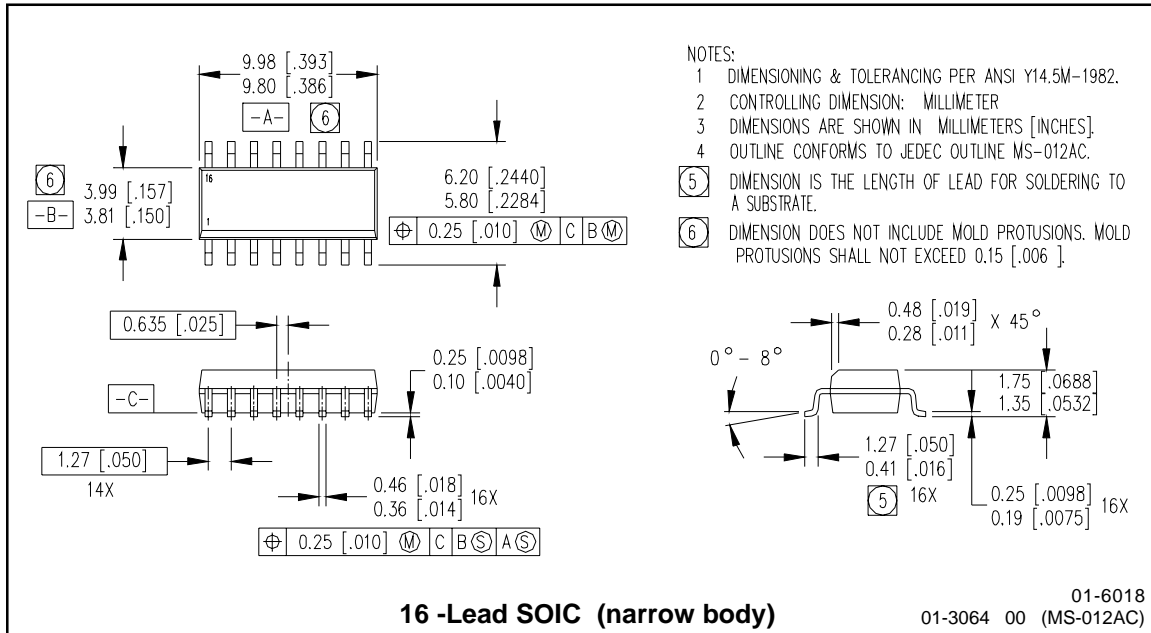 9.98 [.393]
9.80 [.386]
-A- 6
NOTES:
1 DIMENSIONING & TOLERANCING PER ANSI Y14.5M-1982.
2 CONTROLLING DIMENSION: MILLIMETER
3 DIMENSIONS ARE SHOWN IN MILLIMETERS [INCHES].
4 OUTLINE CONFORMS TO JEDEC OUTLINE MS-012AC.
5 DIMENSION IS THE LENGTH OF LEAD FOR SOLDERING TO
A SUBSTRATE.
6 DIMENSION DOES NOT INCLUDE MOLD PROTUSIONS. MOLD
PROTUSIONS SHALL NOT EXCEED 0.15 [.006 ].
6
-B-
3.99 [.157]
3.81 [.150]
16
1
6.20 [.2440]
5.80 [.2284]
⌖ 0.25 [.010] Ⓜ C B Ⓜ
0.635 [.025]
0.25 [.0098]
0.10 [.0040]
-C-
1.27 [.050]
14X
0.46 [.018]
0.36 [.014]
16X
⌖ 0.25 [.010] Ⓜ C B Ⓢ A Ⓢ
0.48 [.019]
0.28 [.011]
X 45°
0° - 8°
1.75 [.0688]
1.35 [.0532]
1.27 [.050]
0.41 [.016]
5 16X
0.25 [.0098]
0.19 [.0075]
16X
16 -Lead SOIC (narrow body)
01-6018
01-3064 00 (MS-012AC)